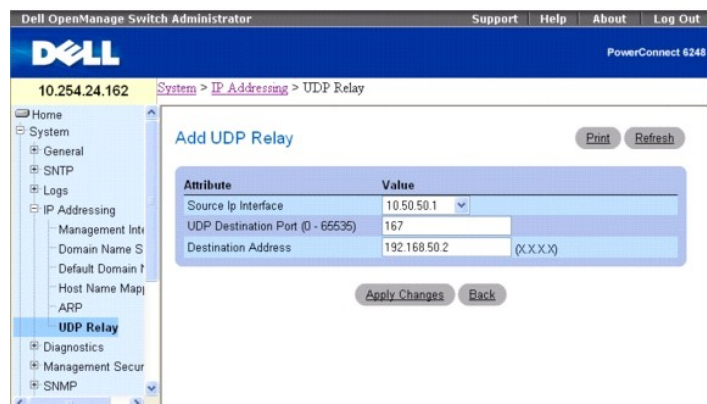 Dell OpenManage Switch Administrator Support Help About Log Out
DELL
PowerConnect 6248
10.254.24.162
System > IP Addressing > UDP Relay
Home
System
General
SNTP
Logs
IP Addressing
Management Inte
Domain Name S
Default Domain
Host Name Map
ARP
UDP Relay
Diagnostics
Management Secur
SNMP
Add UDP Relay
Print Refresh
Attribute Value
Source Ip Interface 10.50.50.1
UDP Destination Port (0 - 65535) 167
Destination Address 192.168.50.2 (X.X.X.X)
Apply Changes Back